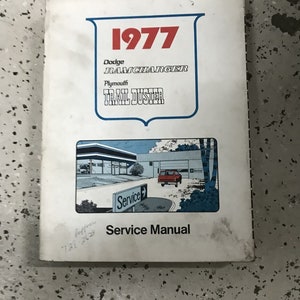 1977
Dodge
RAMCHARGER
Plymouth
TRAIL DUSTER
Service
Service Manual